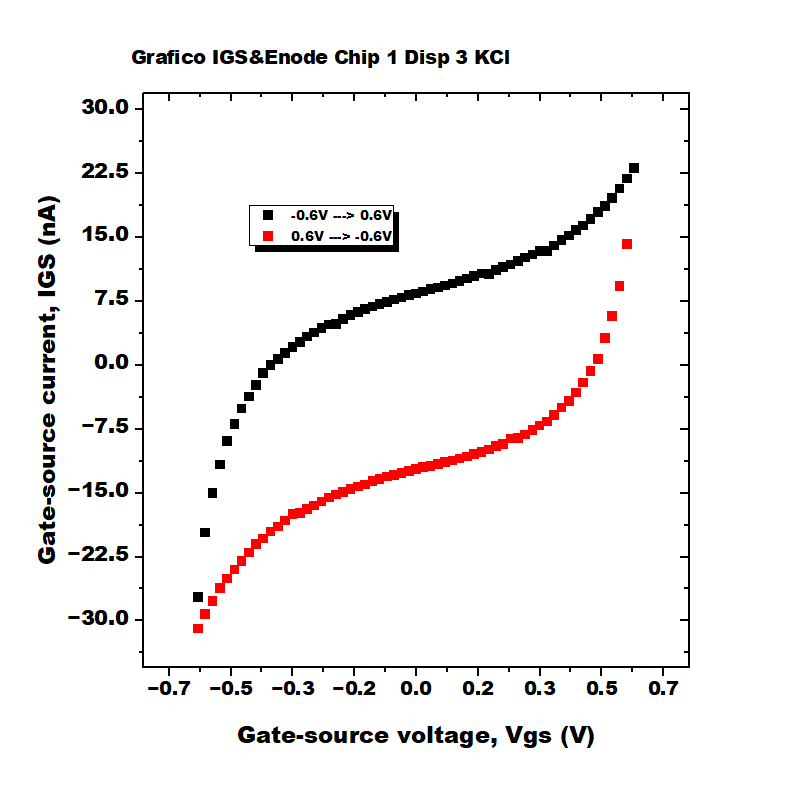 Grafico IGS&Enode Chip 1 Disp 3 KCl
30.0
22.5
15.0
7.5
0.0
−7.5
−15.0
−22.5
−30.0
Gate-source current, IGS (nA)
-0.6V ---> 0.6V
0.6V ---> -0.6V
−0.7 −0.5 −0.3 −0.2 0.0 0.2 0.3 0.5 0.7
Gate-source voltage, Vgs (V)